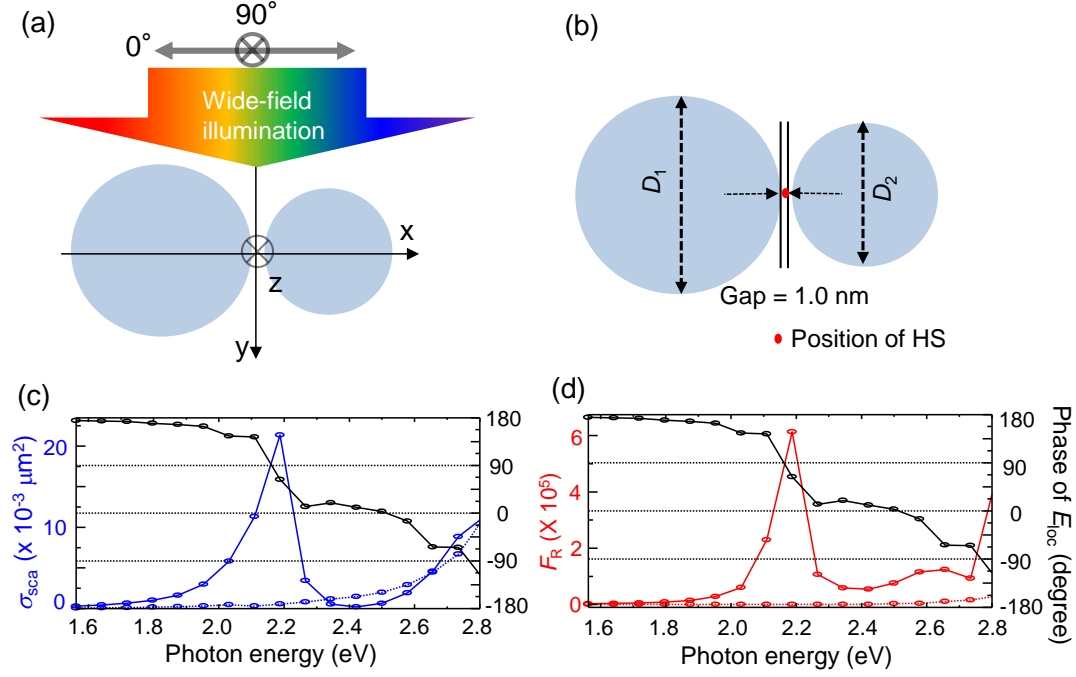 (a)
90°
0°
Wide-field
illumination
x
z
y
(b)
D₁
D₂
Gap = 1.0 nm
Position of HS
(c)
σsca (x 10⁻³ μm²)
20
10
0
180
90
0
-90
-180
1.6 1.8 2.0 2.2 2.4 2.6 2.8
Photon energy (eV)
(d)
F_R (X 10⁵)
6
4
2
0
180
90
0
-90
-180
Phase of E_loc (degree)
1.6 1.8 2.0 2.2 2.4 2.6 2.8
Photon energy (eV)